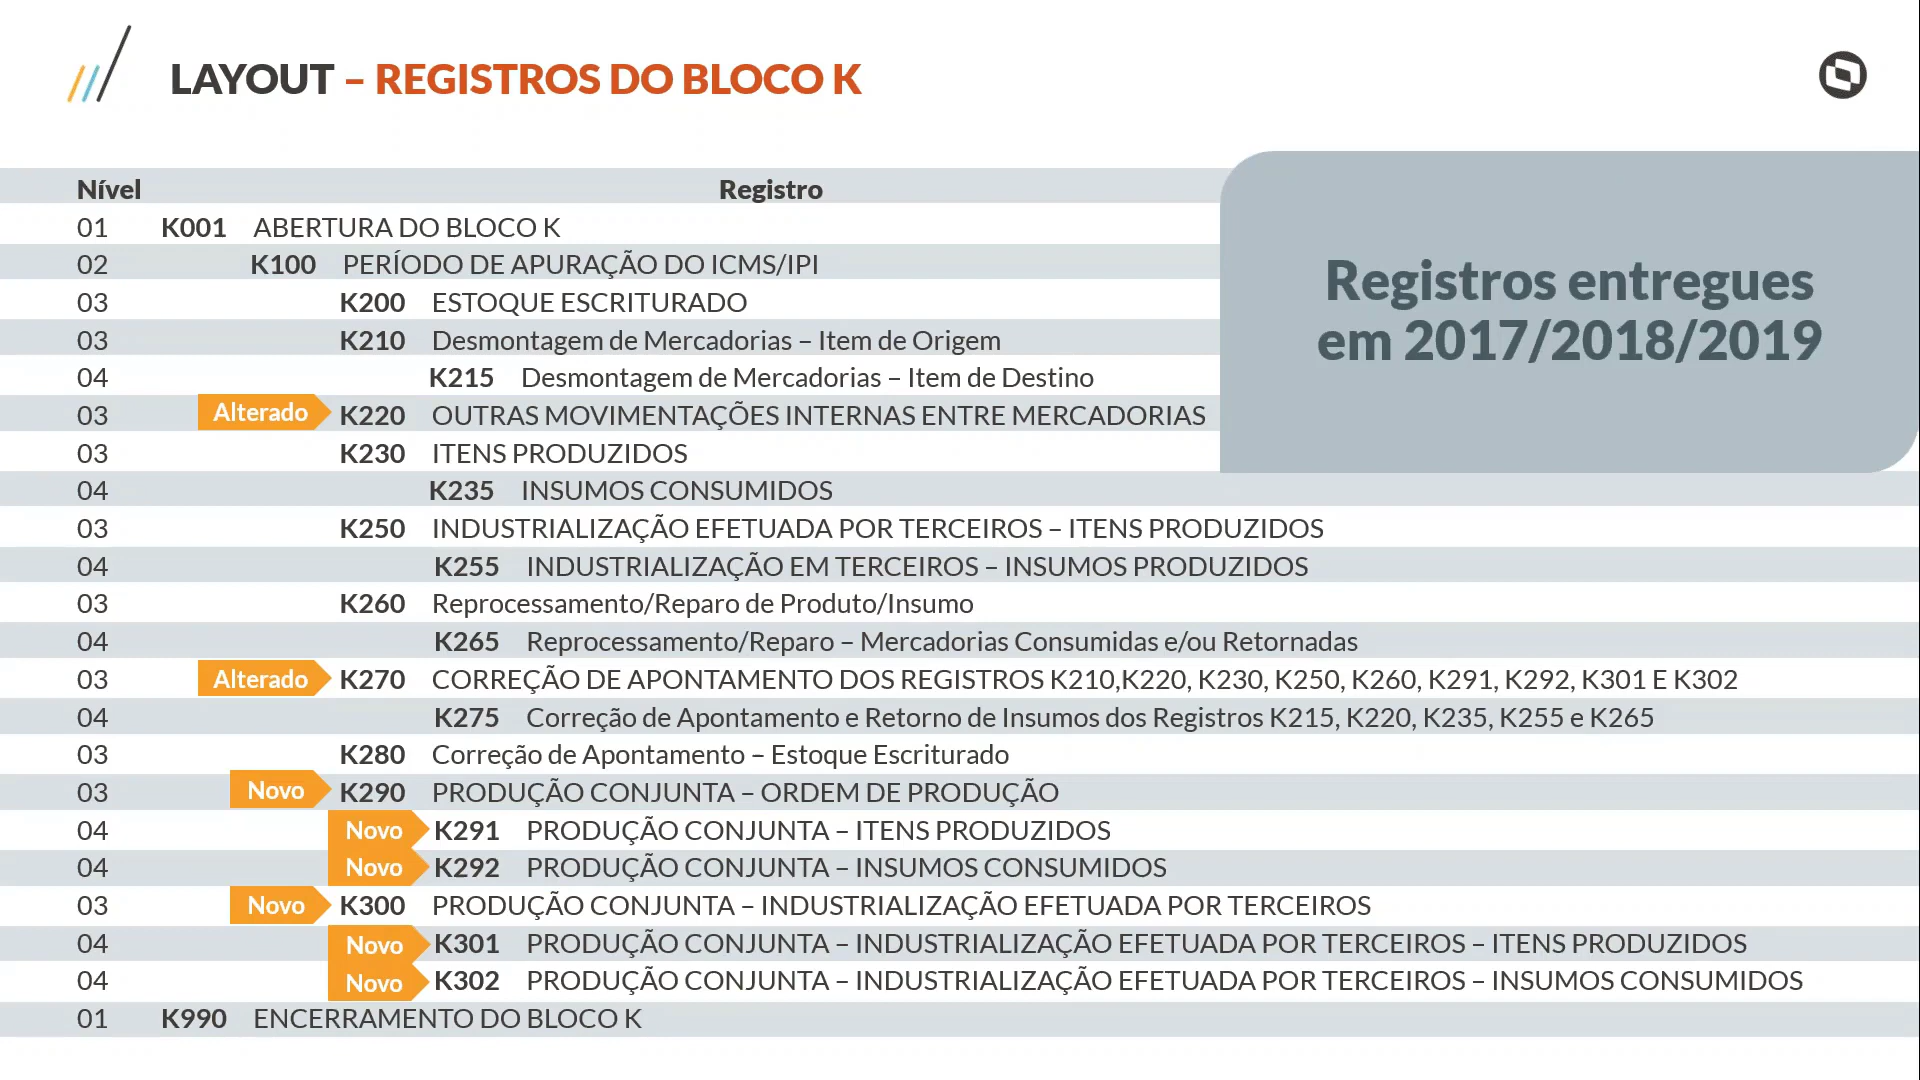 LAYOUT – REGISTROS DO BLOCO K
Registros entregues
em 2017/2018/2019
Nível Registro
01 K001 ABERTURA DO BLOCO K
02 K100 PERÍODO DE APURAÇÃO DO ICMS/IPI
03 K200 ESTOQUE ESCRITURADO
03 K210 Desmontagem de Mercadorias – Item de Origem
04 K215 Desmontagem de Mercadorias – Item de Destino
03 Alterado K220 OUTRAS MOVIMENTAÇÕES INTERNAS ENTRE MERCADORIAS
03 K230 ITENS PRODUZIDOS
04 K235 INSUMOS CONSUMIDOS
03 K250 INDUSTRIALIZAÇÃO EFETUADA POR TERCEIROS – ITENS PRODUZIDOS
04 K255 INDUSTRIALIZAÇÃO EM TERCEIROS – INSUMOS PRODUZIDOS
03 K260 Reprocessamento/Reparo de Produto/Insumo
04 K265 Reprocessamento/Reparo – Mercadorias Consumidas e/ou Retornadas
03 Alterado K270 CORREÇÃO DE APONTAMENTO DOS REGISTROS K210,K220, K230, K250, K260, K291, K292, K301 E K302
04 K275 Correção de Apontamento e Retorno de Insumos dos Registros K215, K220, K235, K255 e K265
03 K280 Correção de Apontamento – Estoque Escriturado
03 Novo K290 PRODUÇÃO CONJUNTA – ORDEM DE PRODUÇÃO
04 Novo K291 PRODUÇÃO CONJUNTA – ITENS PRODUZIDOS
04 Novo K292 PRODUÇÃO CONJUNTA – INSUMOS CONSUMIDOS
03 Novo K300 PRODUÇÃO CONJUNTA – INDUSTRIALIZAÇÃO EFETUADA POR TERCEIROS
04 Novo K301 PRODUÇÃO CONJUNTA – INDUSTRIALIZAÇÃO EFETUADA POR TERCEIROS – ITENS PRODUZIDOS
04 Novo K302 PRODUÇÃO CONJUNTA – INDUSTRIALIZAÇÃO EFETUADA POR TERCEIROS – INSUMOS CONSUMIDOS
01 K990 ENCERRAMENTO DO BLOCO K